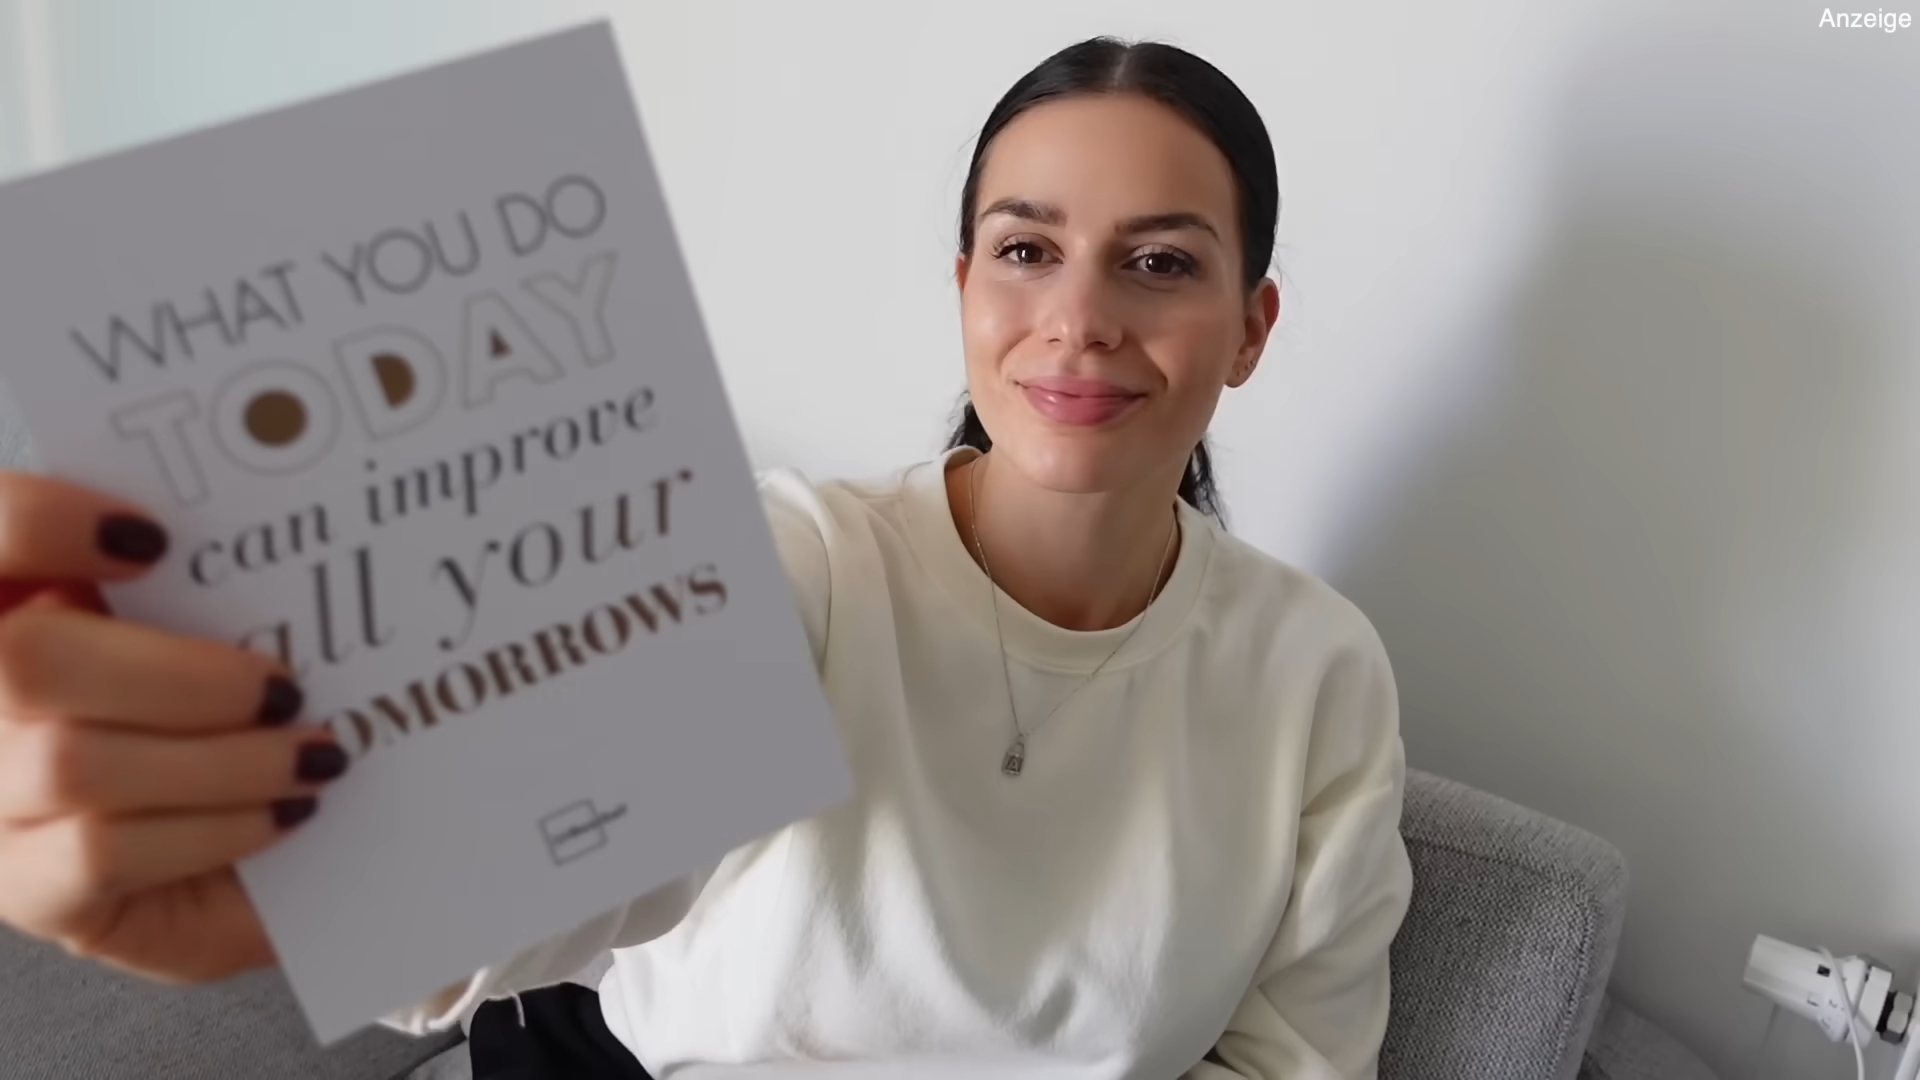 Anzeige
WHAT YOU DO
TODAY
can improve
all your
TOMORROWS